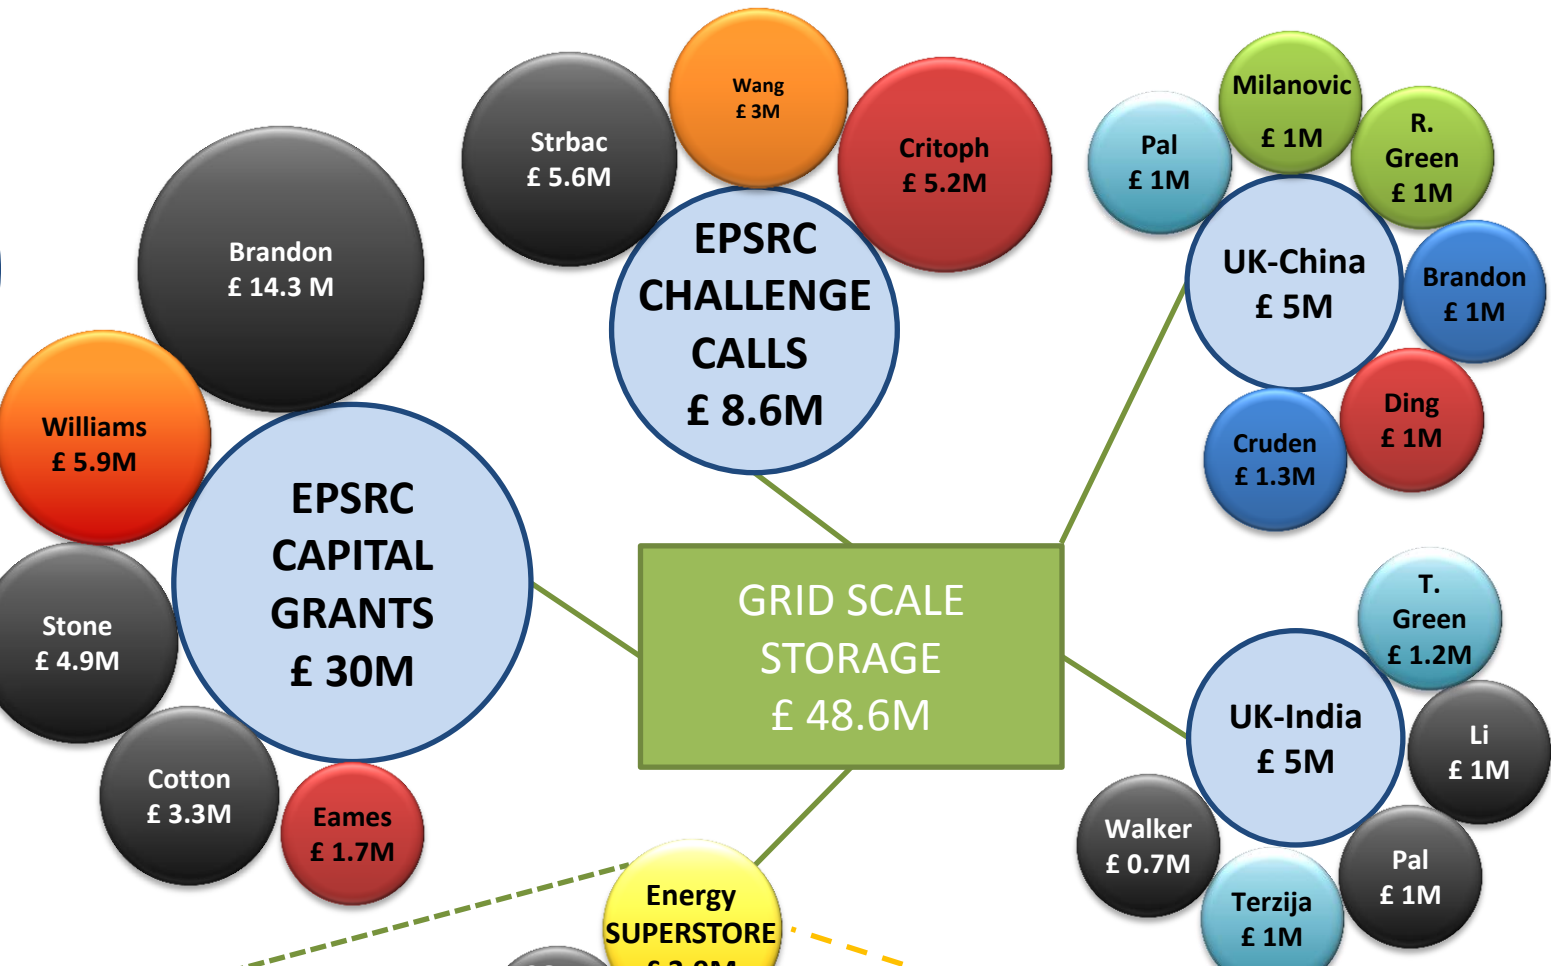 Wang
£ 3M
Strbac
£ 5.6M
Critoph
£ 5.2M
EPSRC
CHALLENGE
CALLS
£ 8.6M
Milanovic
£ 1M
Pal
£ 1M
R.
Green
£ 1M
UK-China
£ 5M
Brandon
£ 1M
Ding
£ 1M
Cruden
£ 1.3M
Brandon
£ 14.3 M
Williams
£ 5.9M
EPSRC
CAPITAL
GRANTS
£ 30M
Stone
£ 4.9M
Cotton
£ 3.3M
Eames
£ 1.7M
GRID SCALE
STORAGE
£ 48.6M
T.
Green
£ 1.2M
UK-India
£ 5M
Li
£ 1M
Walker
£ 0.7M
Pal
£ 1M
Terzija
£ 1M
Energy
SUPERSTORE